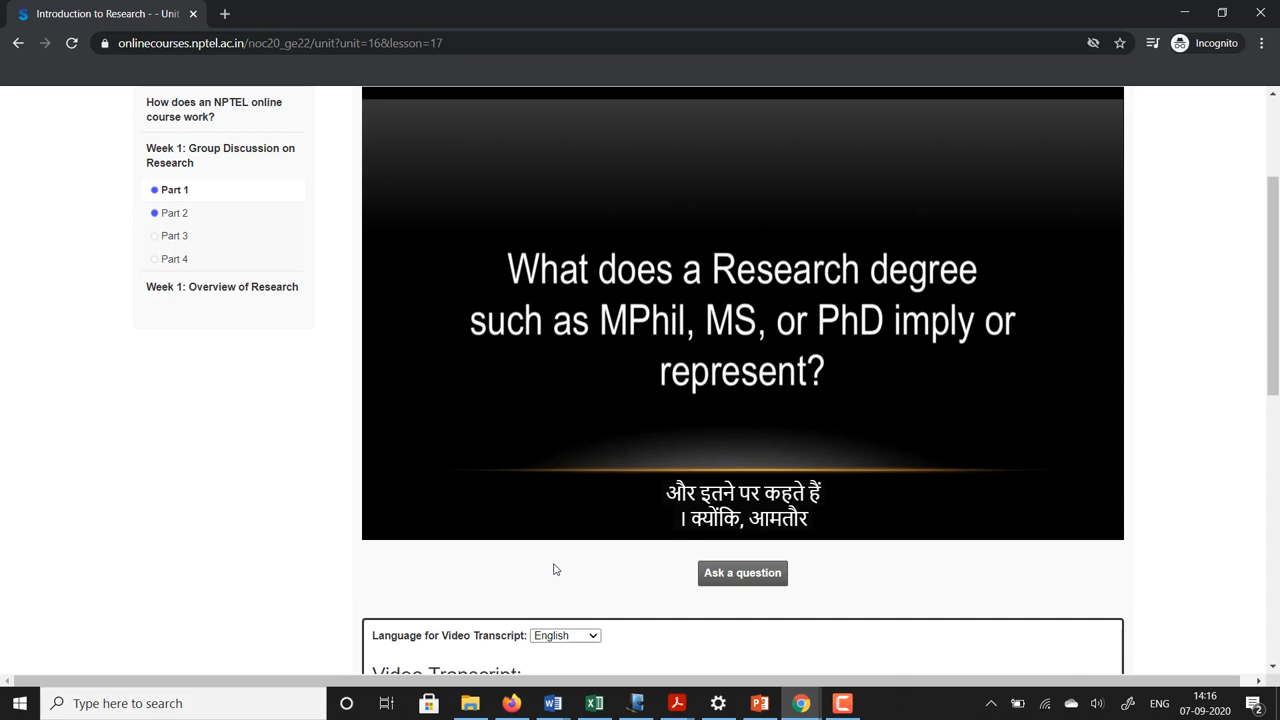 Introduction to Research - - Unit
onlinecourses.nptel.ac.in/noc20_ge22/unit?unit=16&lesson=17
Incognito
How does an NPTEL online
course work?
Week 1: Group Discussion on
Research
Part 1
Part 2
Part 3
Part 4
Week 1: Overview of Research
What does a Research degree
such as MPhil, MS, or PhD imply or
represent?
और इतने पर कहते हैं
। क्योंकि, आमतौर
Ask a question
Language for Video Transcript: English
Video Transcript:
Type here to search
ENG
14:16
07-09-2020
2